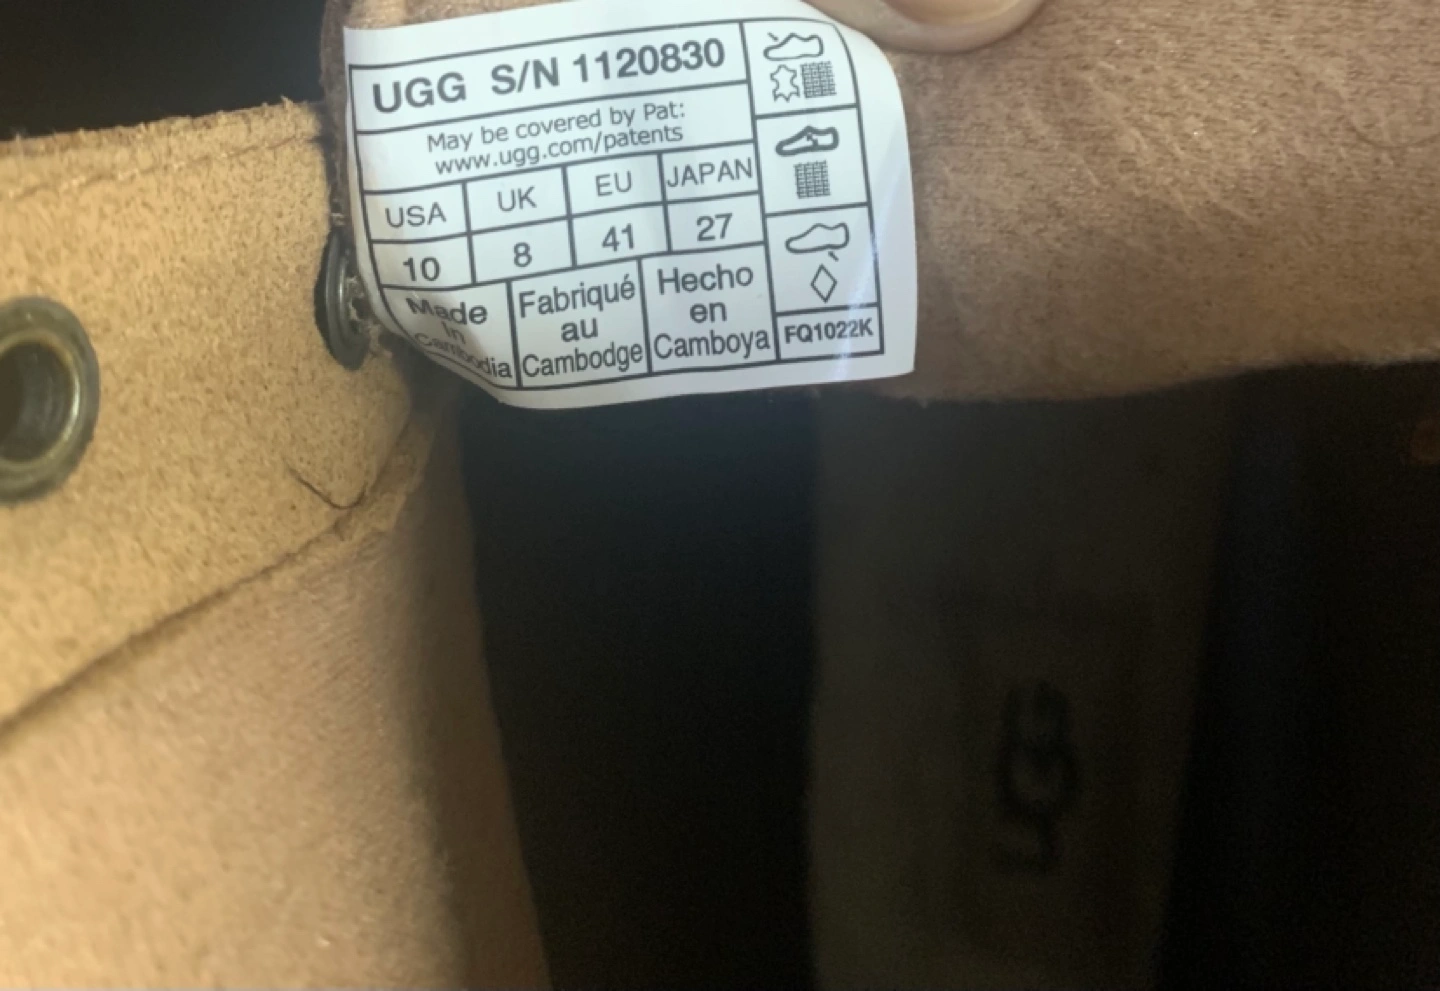 UGG S/N 1120830
May be covered by Pat:
www.ugg.com/patents
USA UK EU JAPAN
10 8 41 27
Made in Cambodia
Fabriqué au Cambodge
Hecho en Camboya
FQ1022K
UGG